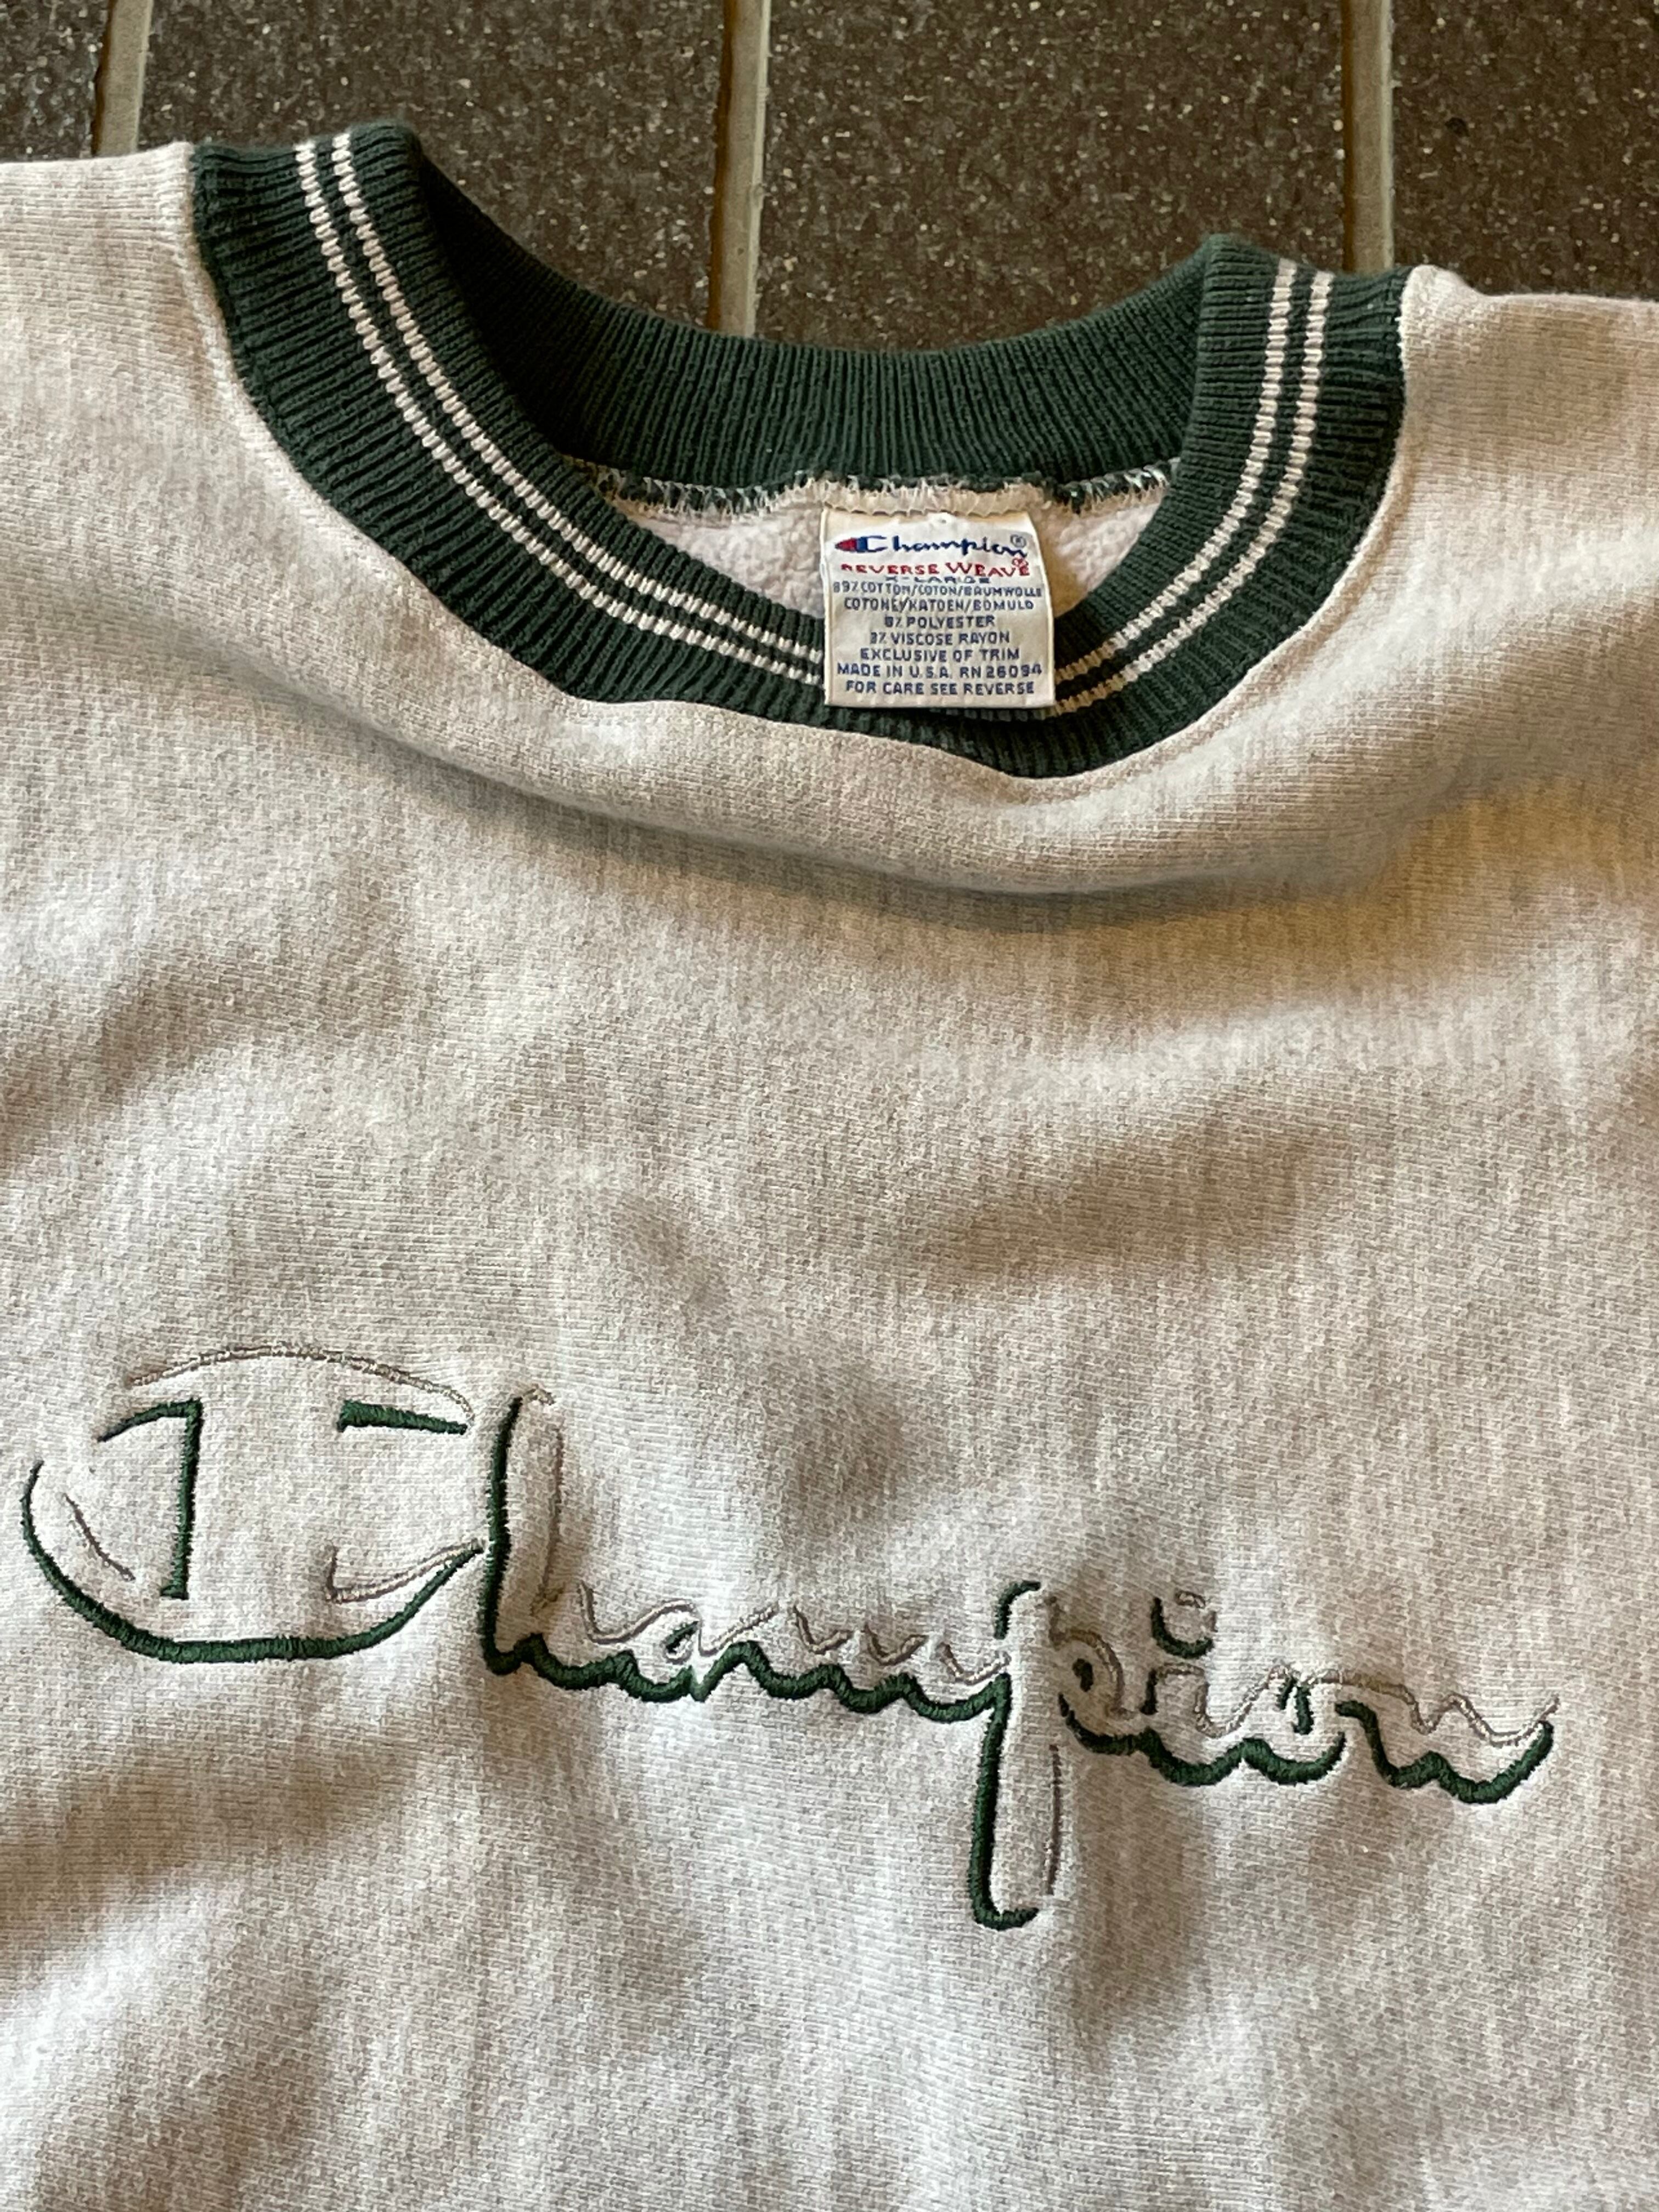 Champion®
REVERSE WEAVE®
X-LARGE
89% COTTON/COTON/BAUMWOLLE
COTONE/KATOEN/BOMULD
8% POLYESTER
3% VISCOSE RAYON
EXCLUSIVE OF TRIM
MADE IN U.S.A. RN 26094
FOR CARE SEE REVERSE
Champion